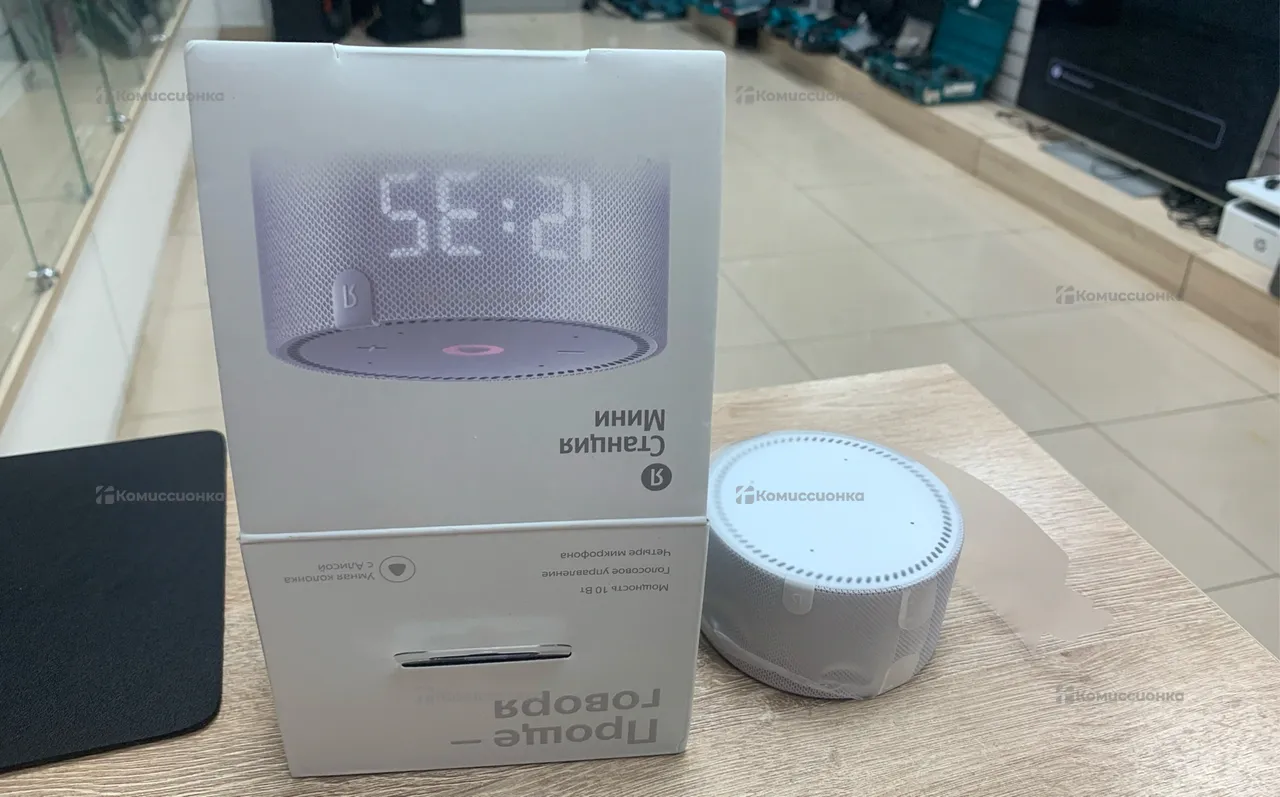 Проще —
говоря
Мощность 10 Вт
Голосовое управление
Четыре микрофона
Умная колонка
с Алисой
Я
Станция
Мини
Я
12:35
Комиссионка
Комиссионка
Комиссионка
Комиссионка
Комиссионка
Комиссионка